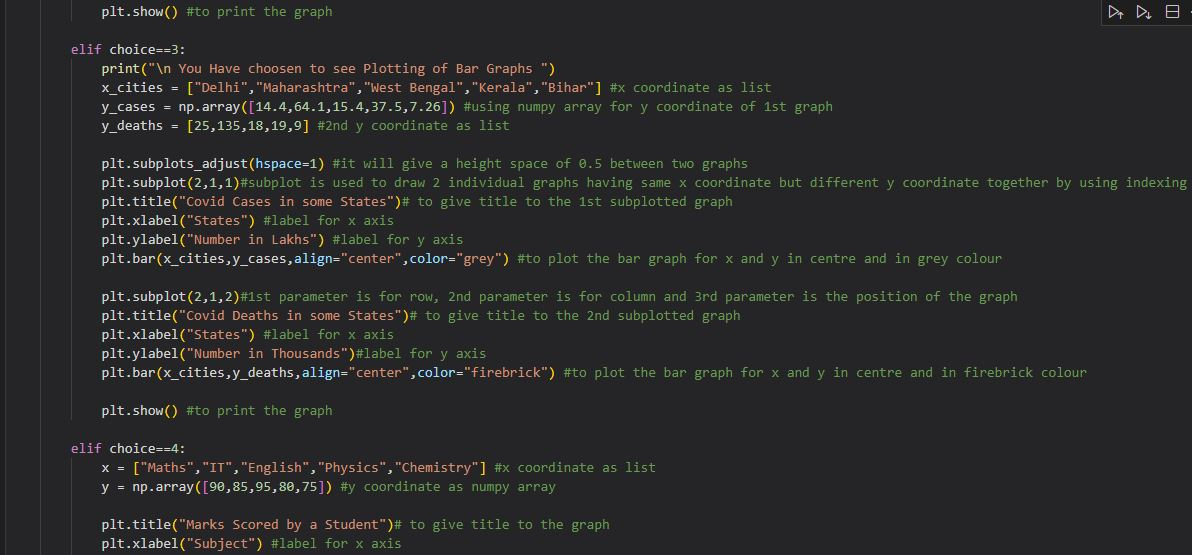 plt.show() #to print the graph
elif choice==3:
print("\n You Have choosen to see Plotting of Bar Graphs ")
x_cities = ["Delhi","Maharashtra","West Bengal","Kerala","Bihar"] #x coordinate as list
y_cases = np.array([14.4,64.1,15.4,37.5,7.26]) #using numpy array for y coordinate of 1st graph
y_deaths = [25,135,18,19,9] #2nd y coordinate as list
plt.subplots_adjust(hspace=1) #it will give a height space of 0.5 between two graphs
plt.subplot(2,1,1)#subplot is used to draw 2 individual graphs having same x coordinate but different y coordinate together by using indexing
plt.title("Covid Cases in some States")# to give title to the 1st subplotted graph
plt.xlabel("States") #label for x axis
plt.ylabel("Number in Lakhs") #label for y axis
plt.bar(x_cities,y_cases,align="center",color="grey") #to plot the bar graph for x and y in centre and in grey colour
plt.subplot(2,1,2)#1st parameter is for row, 2nd parameter is for column and 3rd parameter is the position of the graph
plt.title("Covid Deaths in some States")# to give title to the 2nd subplotted graph
plt.xlabel("States") #label for x axis
plt.ylabel("Number in Thousands")#label for y axis
plt.bar(x_cities,y_deaths,align="center",color="firebrick") #to plot the bar graph for x and y in centre and in firebrick colour
plt.show() #to print the graph
elif choice==4:
x = ["Maths","IT","English","Physics","Chemistry"] #x coordinate as list
y = np.array([90,85,95,80,75]) #y coordinate as numpy array
plt.title("Marks Scored by a Student")# to give title to the graph
plt.xlabel("Subject") #label for x axis